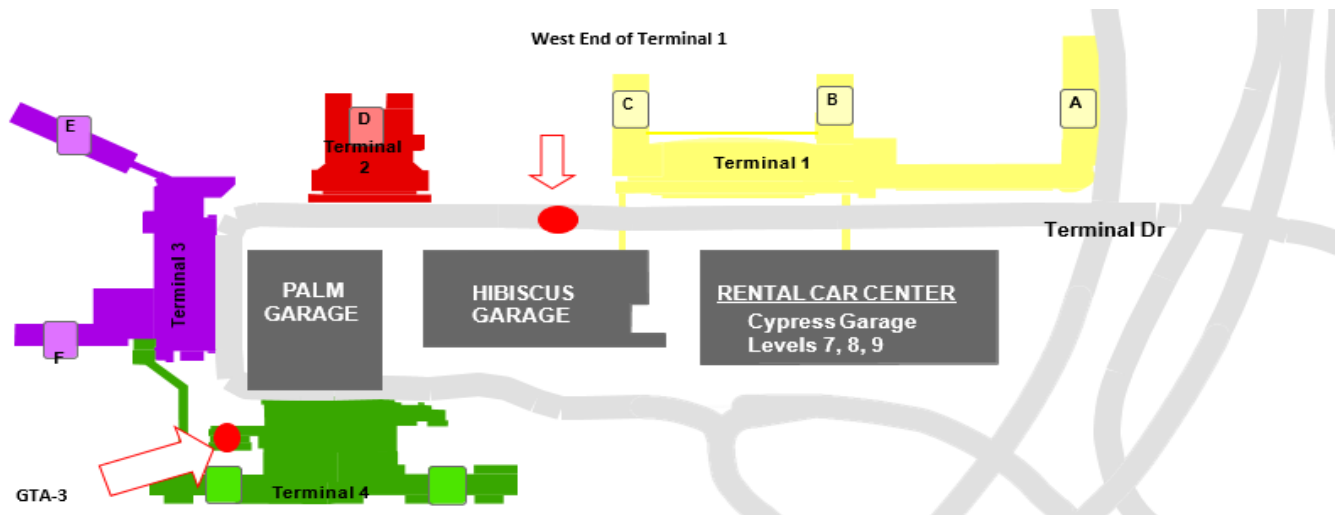 West End of Terminal 1
E
D
Terminal
2
C
B
A
Terminal 1
Terminal Dr
Terminal 3
F
PALM
GARAGE
HIBISCUS
GARAGE
RENTAL CAR CENTER
Cypress Garage
Levels 7, 8, 9
GTA-3
Terminal 4